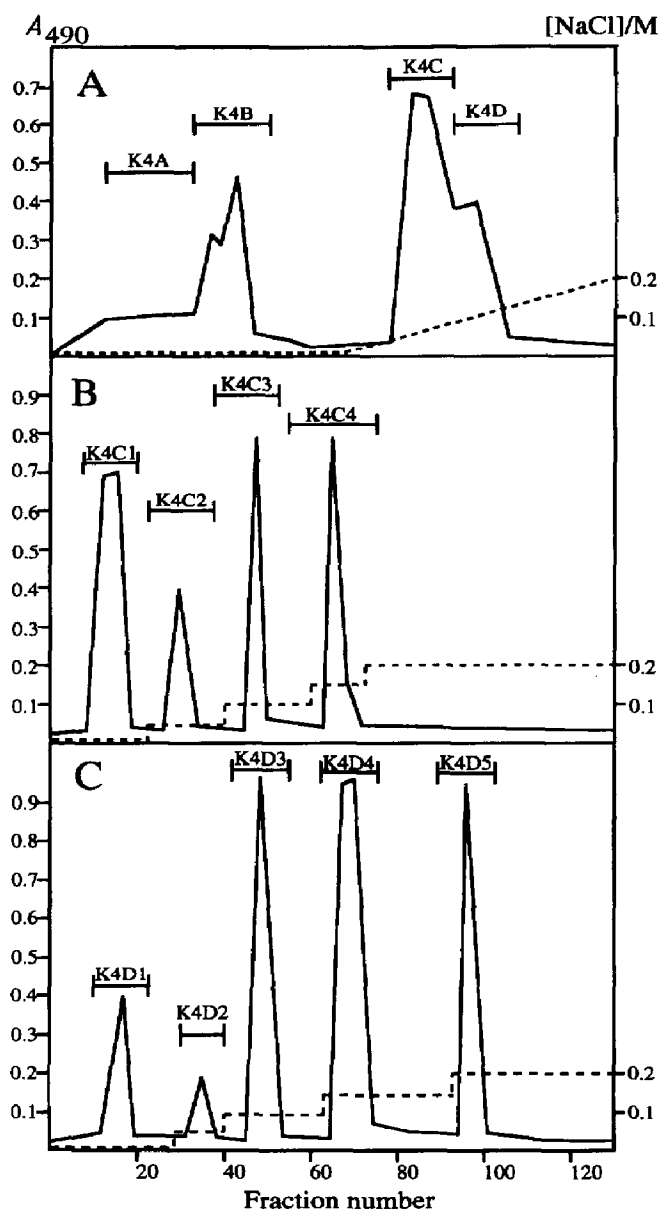 A490 [NaCl]/M
A
0.7
0.6
0.5
0.4
0.3
0.2
0.1
K4A
K4B
K4C
K4D
0.2
0.1
B
0.9
0.8
0.7
0.6
0.5
0.4
0.3
0.2
0.1
K4C1
K4C2
K4C3
K4C4
0.2
0.1
C
0.9
0.8
0.7
0.6
0.5
0.4
0.3
0.2
0.1
K4D1
K4D2
K4D3
K4D4
K4D5
0.2
0.1
20 40 60 80 100 120
Fraction number